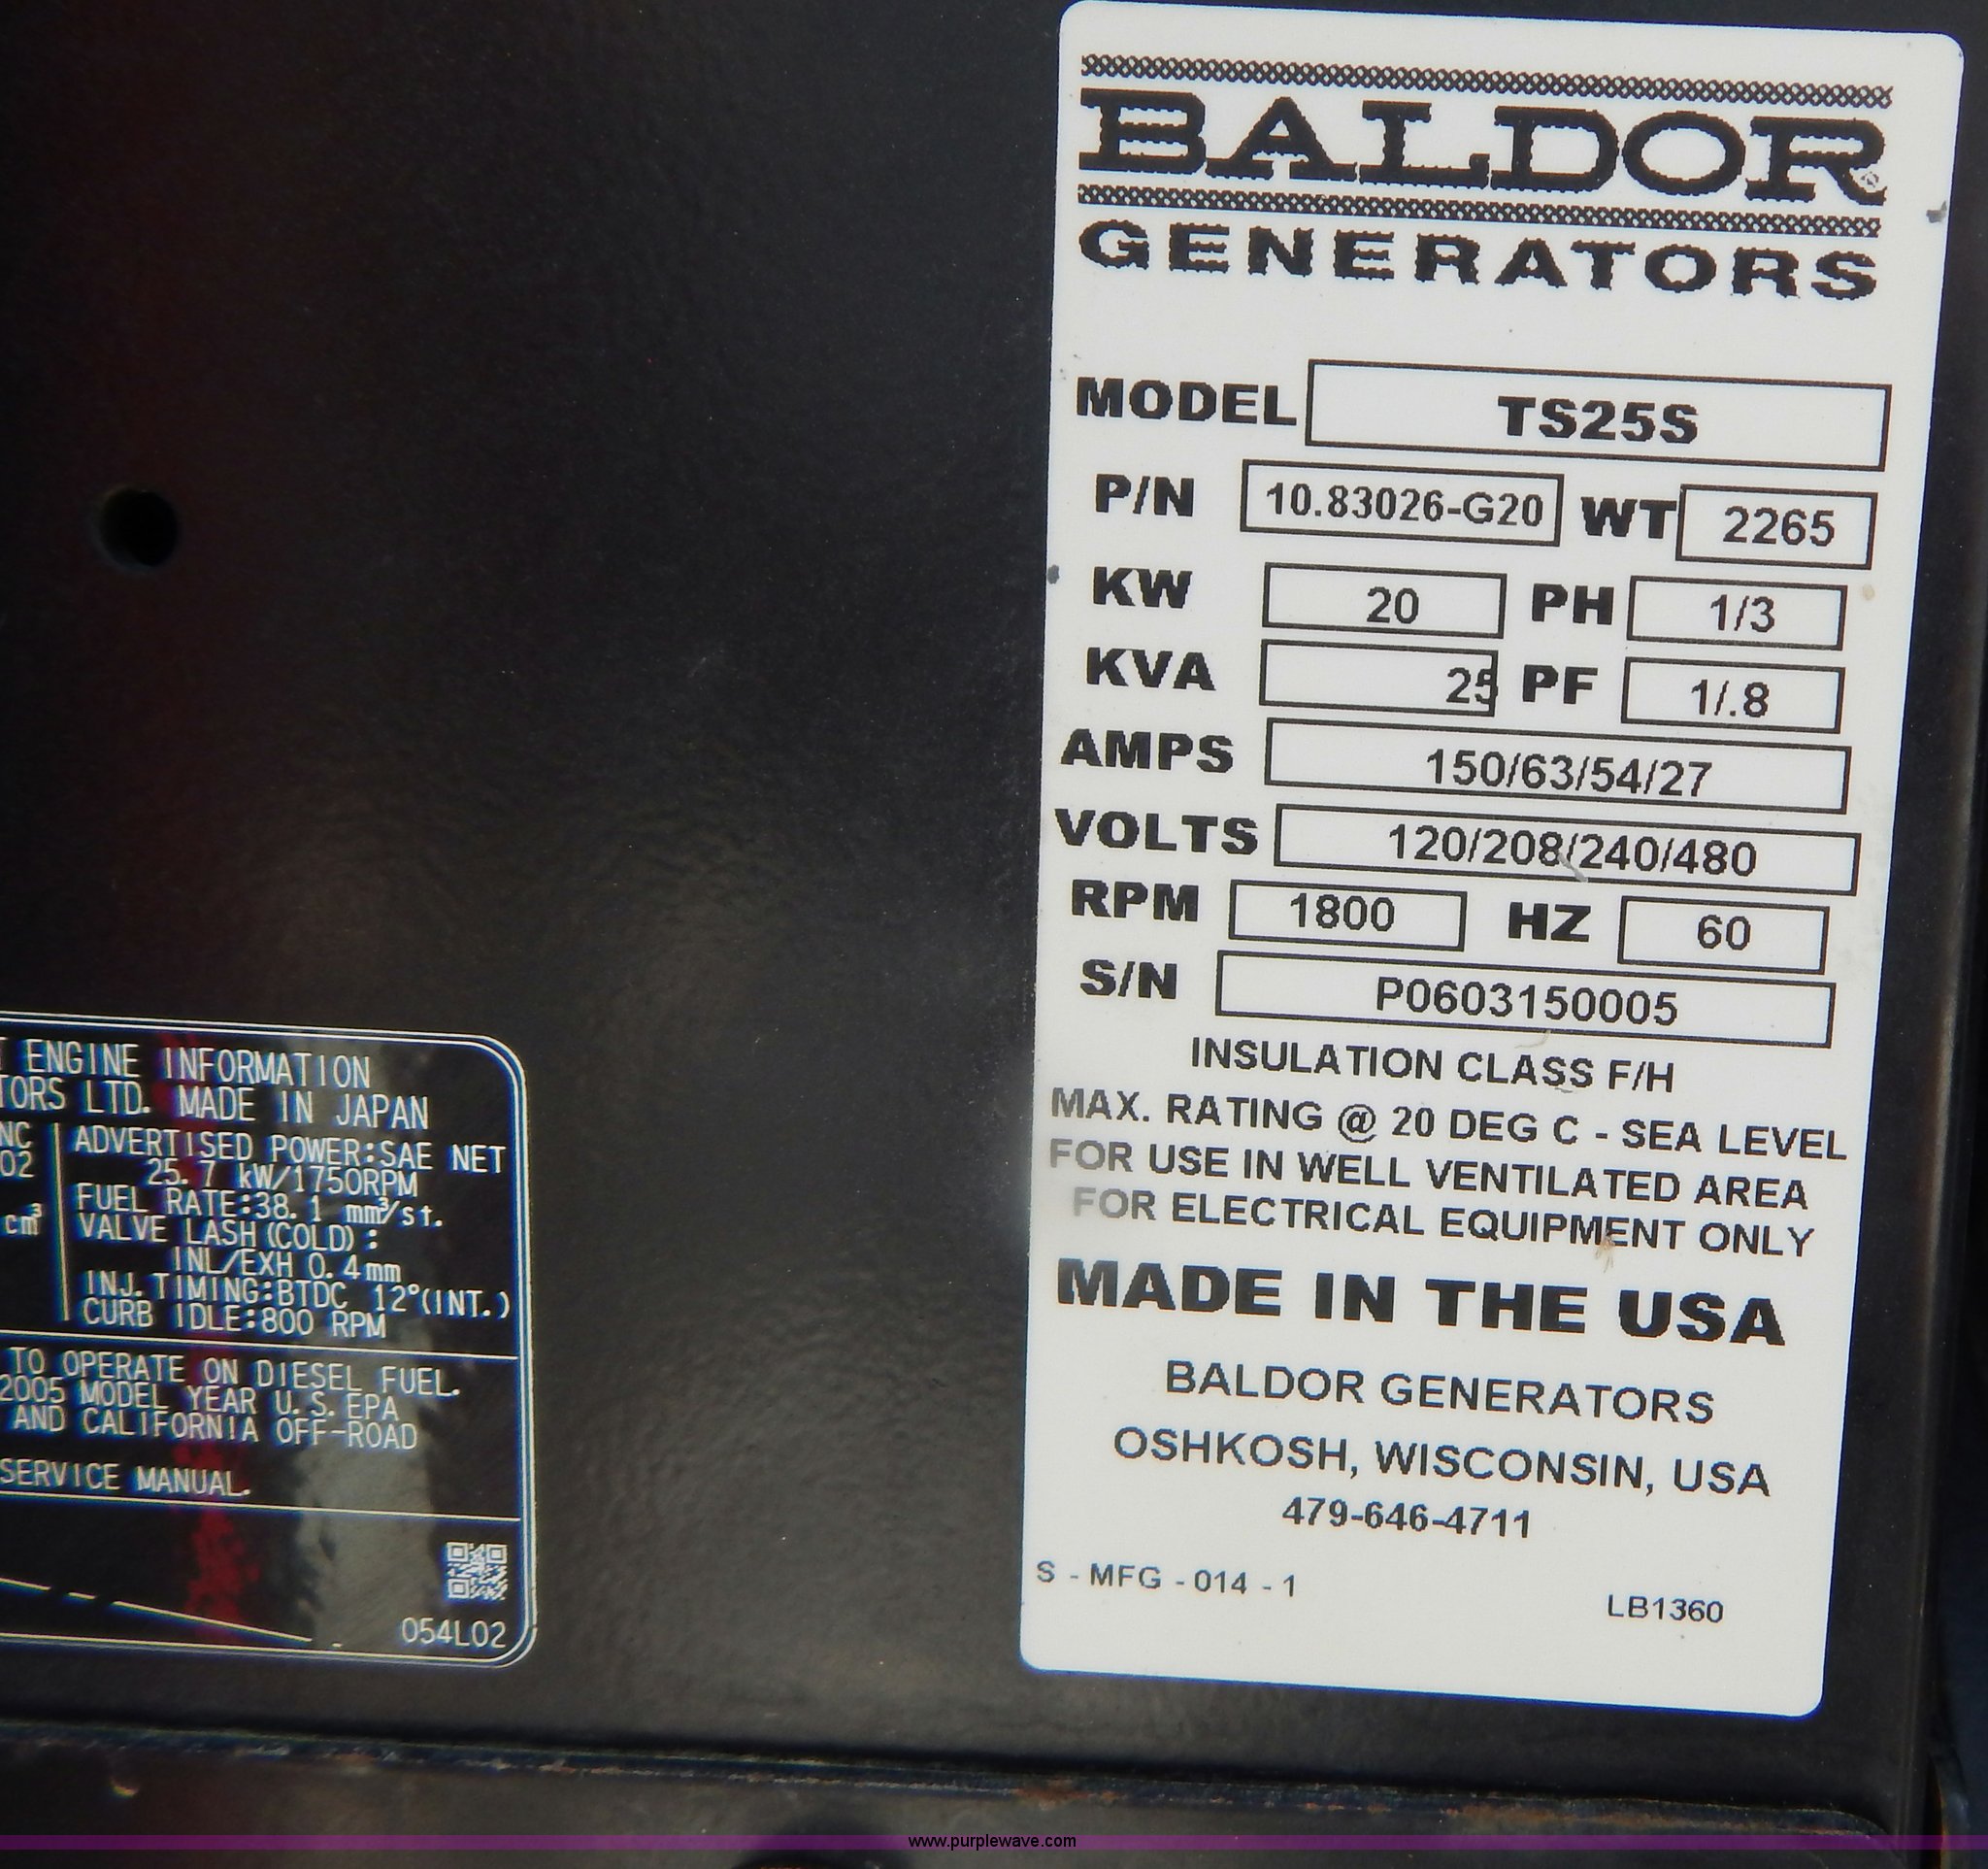 BALDOR
GENERATORS
MODEL TS25S
P/N 10.83026-G20 WT 2265
KW 20 PH 1/3
KVA 25 PF 1/.8
AMPS 150/63/54/27
VOLTS 120/208/240/480
RPM 1800 HZ 60
S/N P0603150005
INSULATION CLASS F/H
MAX. RATING @ 20 DEG C - SEA LEVEL
FOR USE IN WELL VENTILATED AREA
FOR ELECTRICAL EQUIPMENT ONLY
MADE IN THE USA
BALDOR GENERATORS
OSHKOSH, WISCONSIN, USA
479-646-4711
S - MFG - 014 - 1
LB1360
ENGINE INFORMATION
TORS LTD. MADE IN JAPAN
NC
02
cm³
ADVERTISED POWER:SAE NET
25.7 kW/1750RPM
FUEL RATE:38.1 mm³/st.
VALVE LASH(COLD):
INL/EXH 0.4mm
INJ.TIMING:BTDC 12°(INT.)
CURB IDLE:800 RPM
TO OPERATE ON DIESEL FUEL.
2005 MODEL YEAR U.S.EPA
AND CALIFORNIA OFF-ROAD
SERVICE MANUAL.
054L02
www.purplewave.com